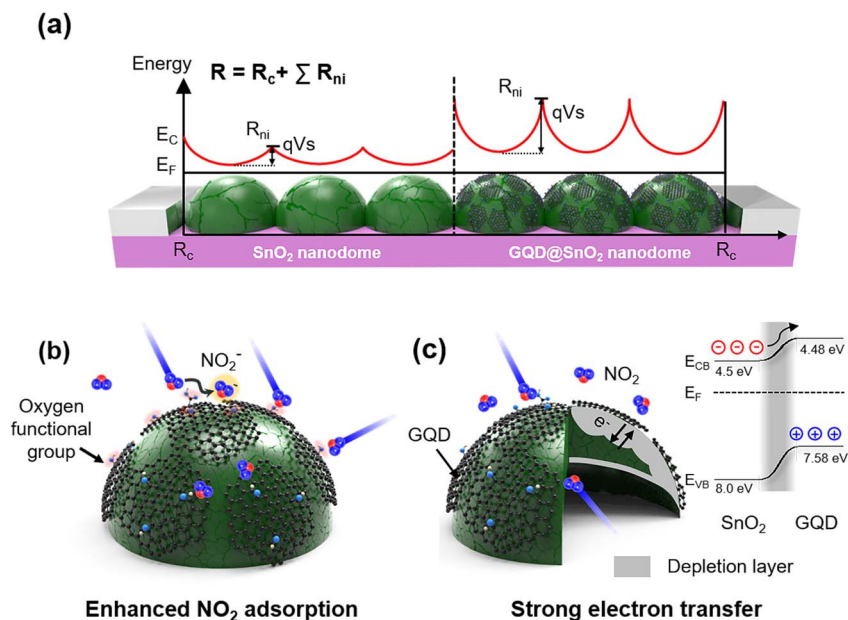 (a)
Energy
R = Rc + ∑ Rni
Rni
qVs
EC
Rni
qVs
EF
Rc
SnO2 nanodome
GQD@SnO2 nanodome
Rc
(b)
NO2-
Oxygen
functional
group
Enhanced NO2 adsorption
(c)
NO2
GQD
e-
ECB
4.5 eV
4.48 eV
EF
EVB
8.0 eV
7.58 eV
SnO2
GQD
Depletion layer
Strong electron transfer